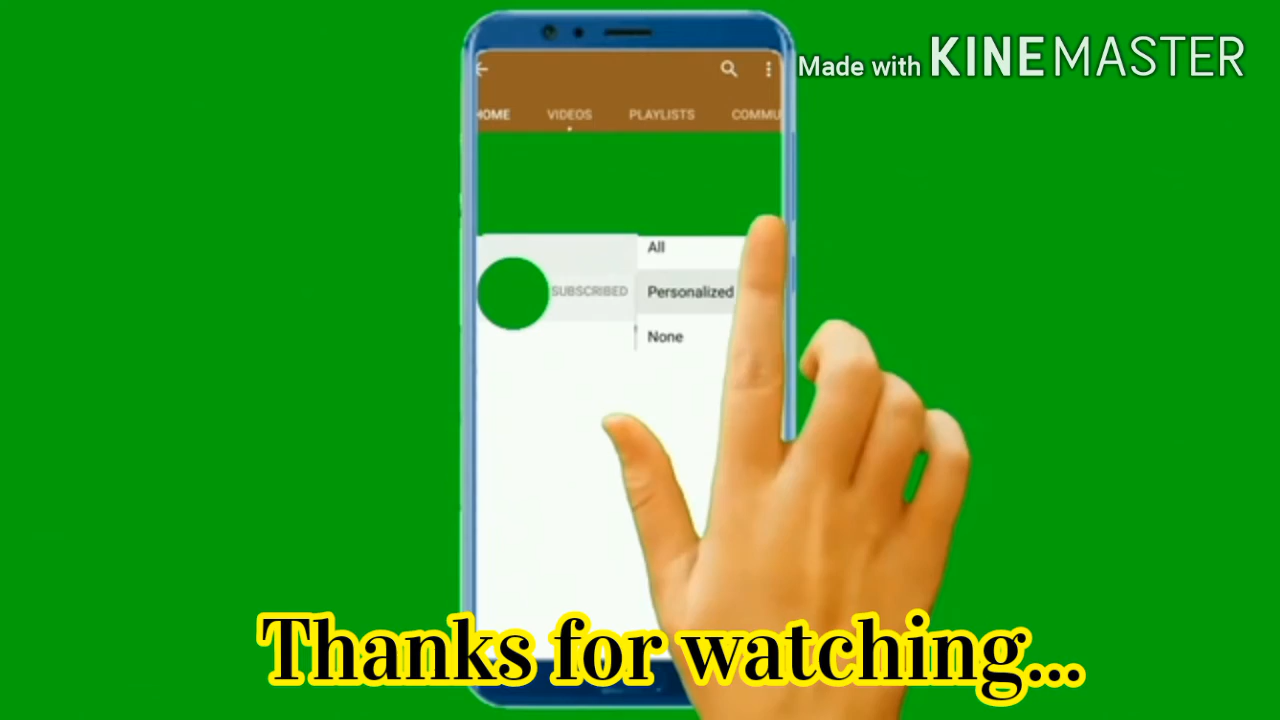 Made with KINEMASTER
HOME VIDEOS PLAYLISTS COMMU
All
SUBSCRIBED Personalized
None
Thanks for watching...